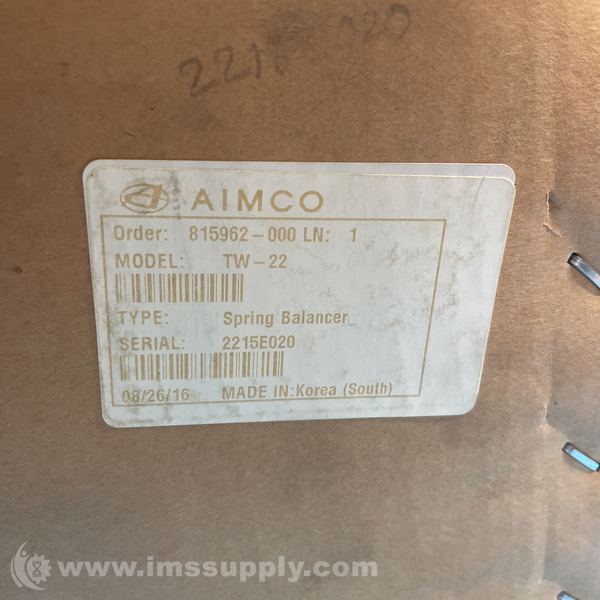 AIMCO
Order: 815962-000 LN: 1
MODEL: TW-22
TYPE: Spring Balancer
SERIAL: 2215E020
08/26/16 MADE IN:Korea (South)
www.imssupply.com